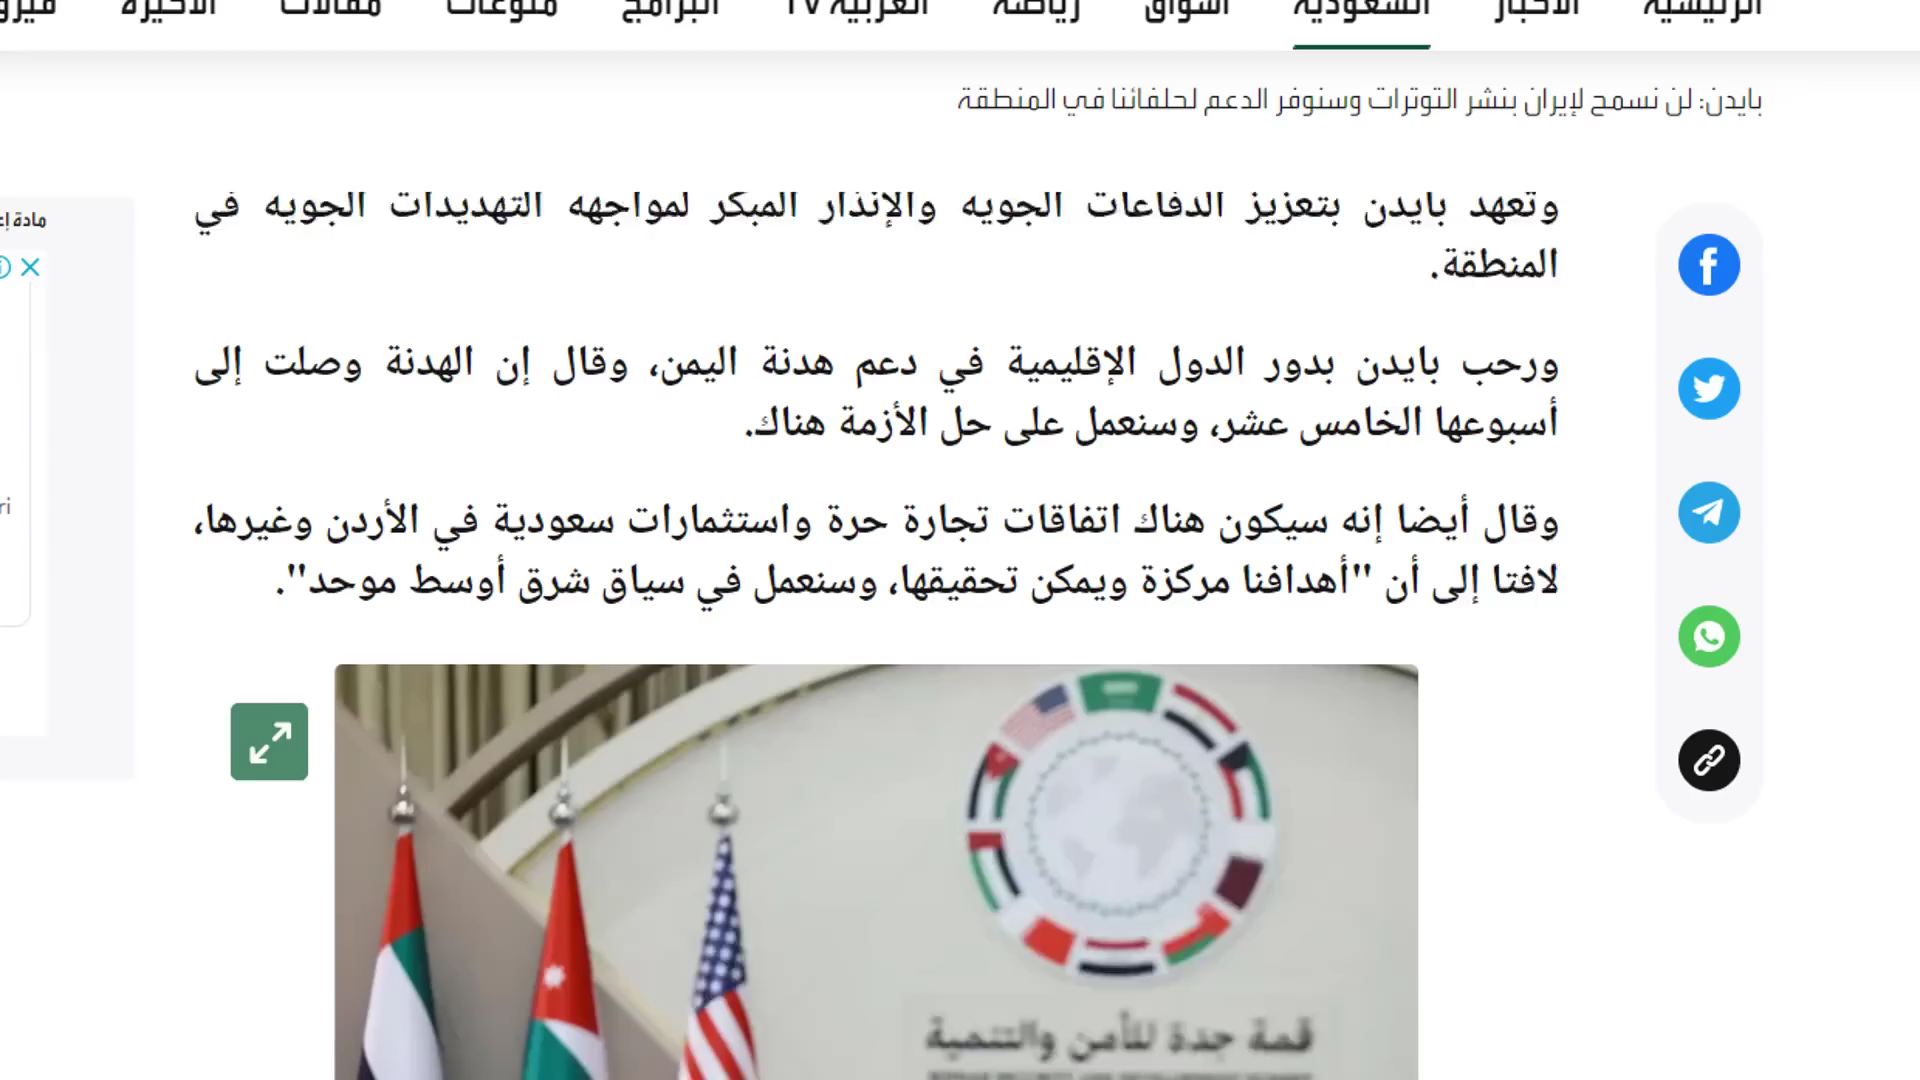 الرئيسية الأخبار السعودية أسواق رياضة العربية TV البرامج منوعات مقالات الأخيرة
بايدن: لن نسمح لإيران بنشر التوترات وسنوفر الدعم لحلفائنا في المنطقة
وتعهد بايدن بتعزيز الدفاعات الجويه والإنذار المبكر لمواجهه التهديدات الجويه في
المنطقة.
ورحب بايدن بدور الدول الإقليمية في دعم هدنة اليمن، وقال إن الهدنة وصلت إلى
أسبوعها الخامس عشر، وسنعمل على حل الأزمة هناك.
وقال أيضا إنه سيكون هناك اتفاقات تجارة حرة واستثمارات سعودية في الأردن وغيرها،
لافتا إلى أن "أهدافنا مركزة ويمكن تحقيقها، وسنعمل في سياق شرق أوسط موحد".
مادة
قمة جدة للأمن والتنمية